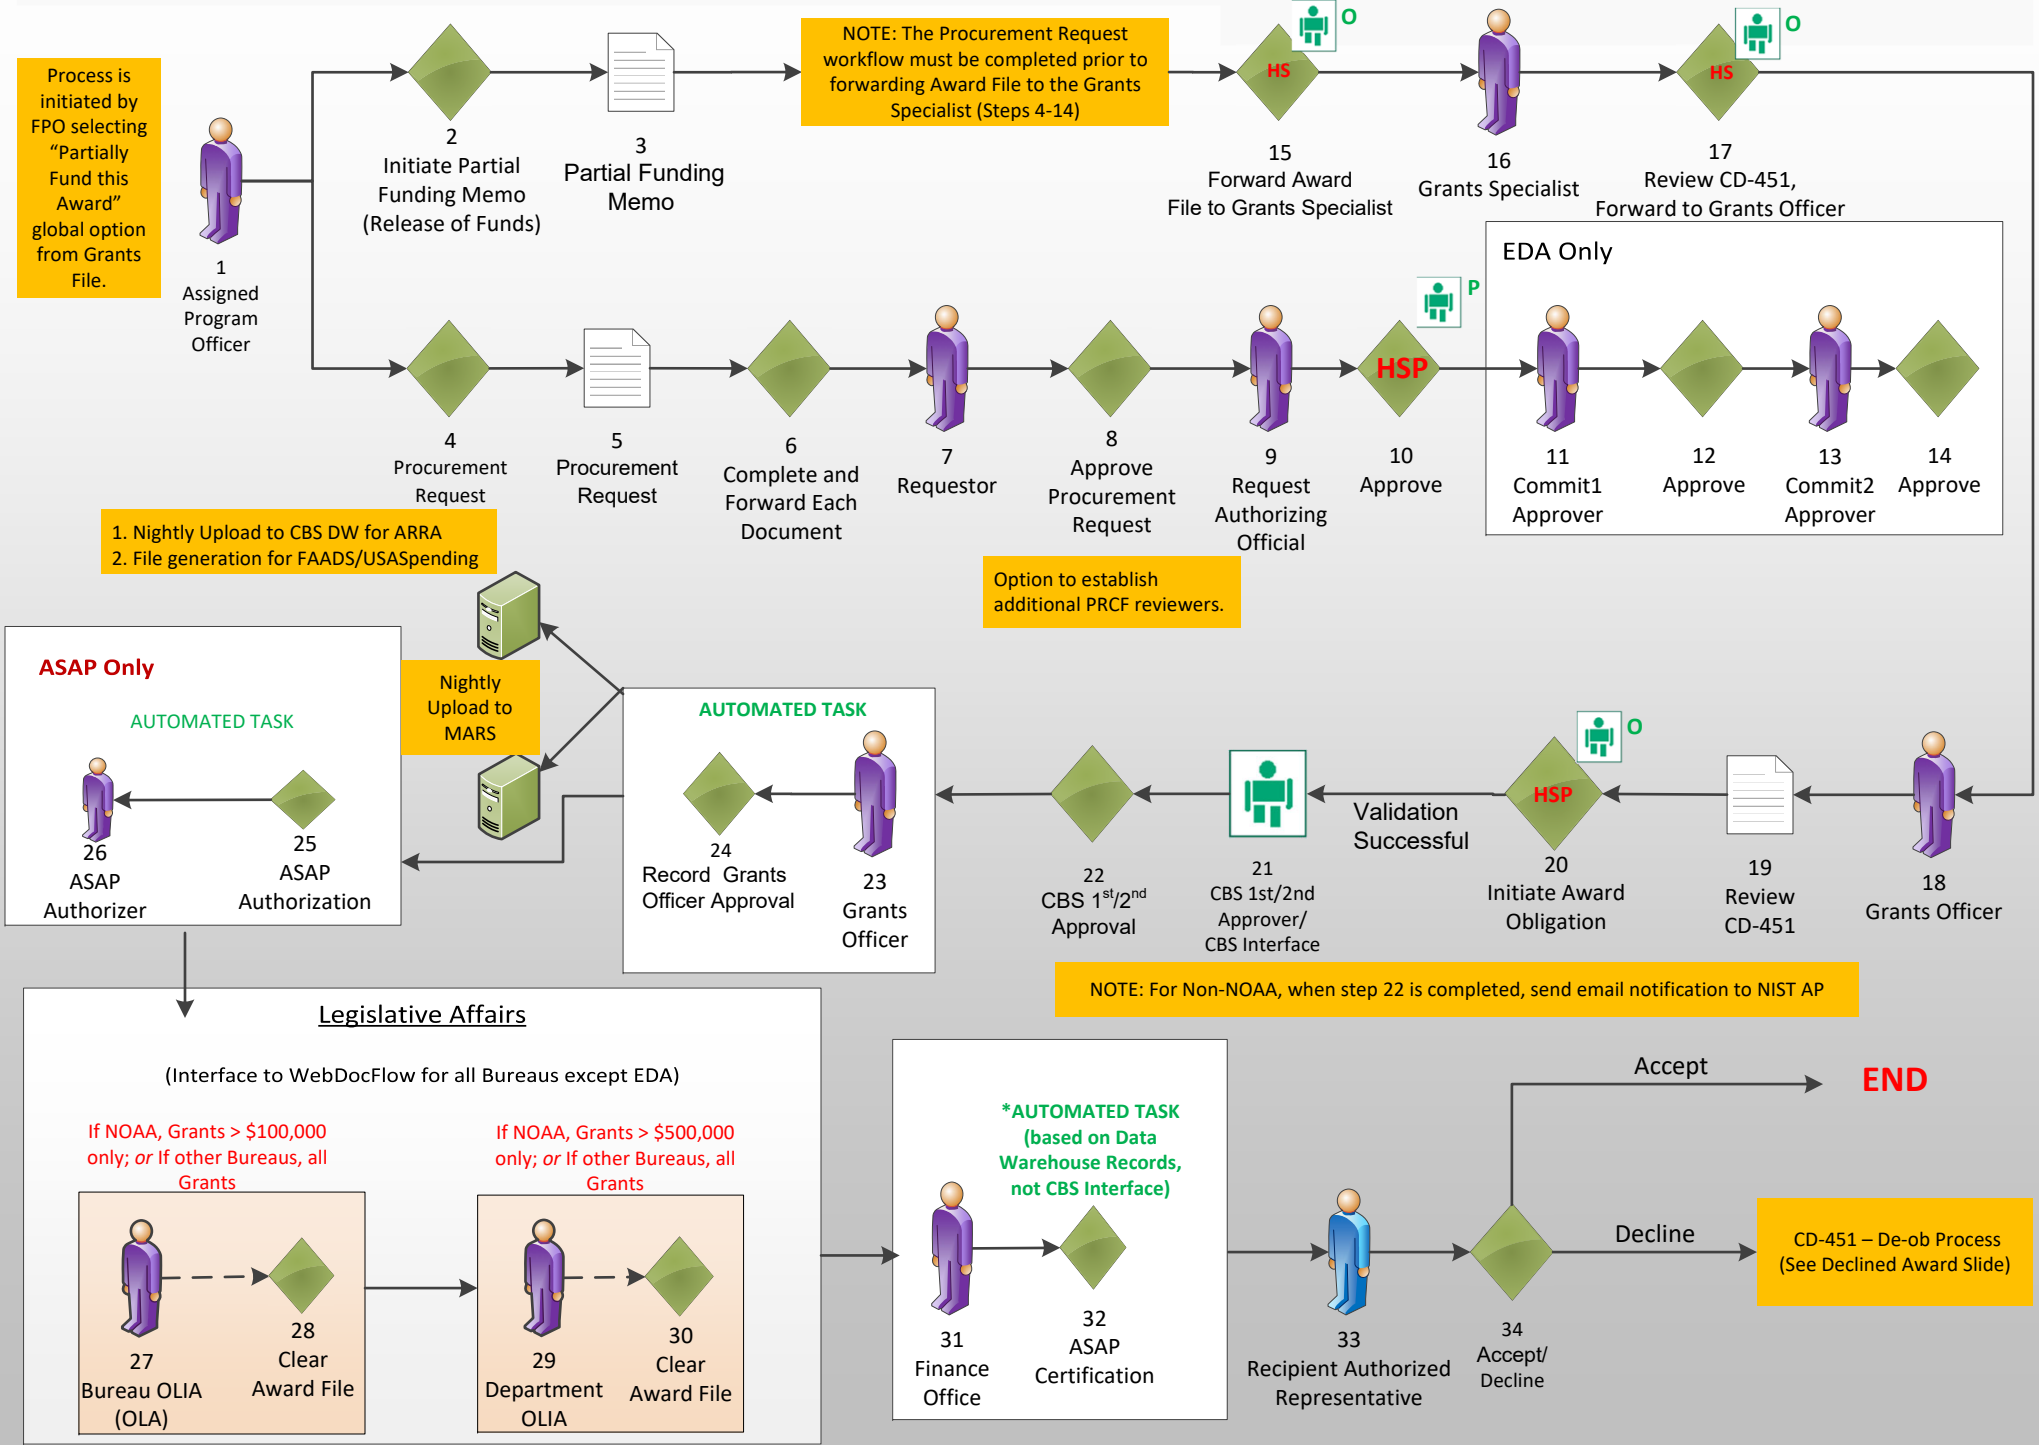 Process is
initiated by
FPO selecting
“Partially
Fund this
Award”
global option
from Grants
File.
1
Assigned
Program
Officer
2
Initiate Partial
Funding Memo
(Release of Funds)
3
Partial Funding
Memo
NOTE: The Procurement Request
workflow must be completed prior to
forwarding Award File to the Grants
Specialist (Steps 4-14)
O
HS
15
Forward Award
File to Grants Specialist
16
Grants Specialist
O
HS
17
Review CD-451,
Forward to Grants Officer
4
Procurement
Request
5
Procurement
Request
6
Complete and
Forward Each
Document
7
Requestor
8
Approve
Procurement
Request
9
Request
Authorizing
Official
P
HSP
10
Approve
EDA Only
11
Commit1
Approver
12
Approve
13
Commit2
Approver
14
Approve
1. Nightly Upload to CBS DW for ARRA
2. File generation for FAADS/USASpending
Option to establish
additional PRCF reviewers.
ASAP Only
AUTOMATED TASK
26
ASAP
Authorizer
25
ASAP
Authorization
Nightly
Upload to
MARS
AUTOMATED TASK
24
Record  Grants
Officer Approval
23
Grants
Officer
22
CBS 1st/2nd
Approval
21
CBS 1st/2nd
Approver/
CBS Interface
Validation
Successful
O
HSP
20
Initiate Award
Obligation
19
Review
CD-451
18
Grants Officer
NOTE: For Non-NOAA, when step 22 is completed, send email notification to NIST AP
Legislative Affairs
(Interface to WebDocFlow for all Bureaus except EDA)
If NOAA, Grants > $100,000
only; or If other Bureaus, all
Grants
27
Bureau OLIA
(OLA)
28
Clear
Award File
If NOAA, Grants > $500,000
only; or If other Bureaus, all
Grants
29
Department
OLIA
30
Clear
Award File
*AUTOMATED TASK
(based on Data
Warehouse Records,
not CBS Interface)
31
Finance
Office
32
ASAP
Certification
33
Recipient Authorized
Representative
34
Accept/
Decline
Accept
END
Decline
CD-451 – De-ob Process
(See Declined Award Slide)